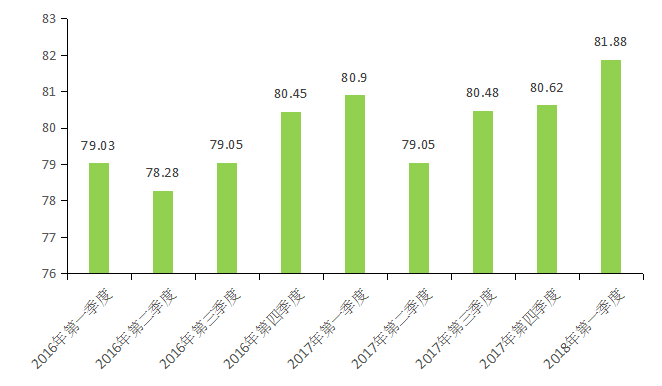 83
82
81
80
79
78
77
76
79.03
78.28
79.05
80.45
80.9
79.05
80.48
80.62
81.88
2016年第一季度
2016年第二季度
2016年第三季度
2016年第四季度
2017年第一季度
2017年第二季度
2017年第三季度
2017年第四季度
2018年第一季度